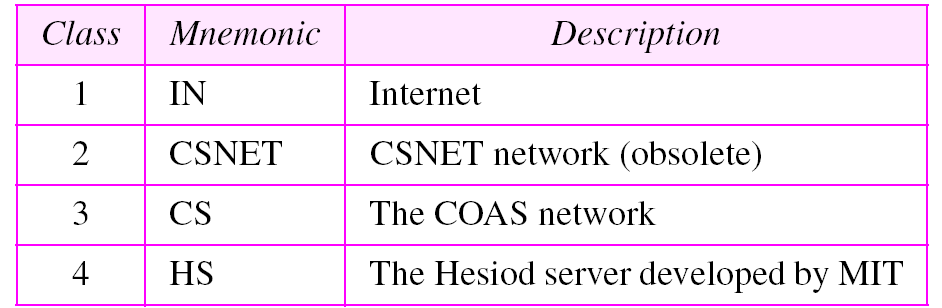 Class Mnemonic Description
1 IN Internet
2 CSNET CSNET network (obsolete)
3 CS The COAS network
4 HS The Hesiod server developed by MIT